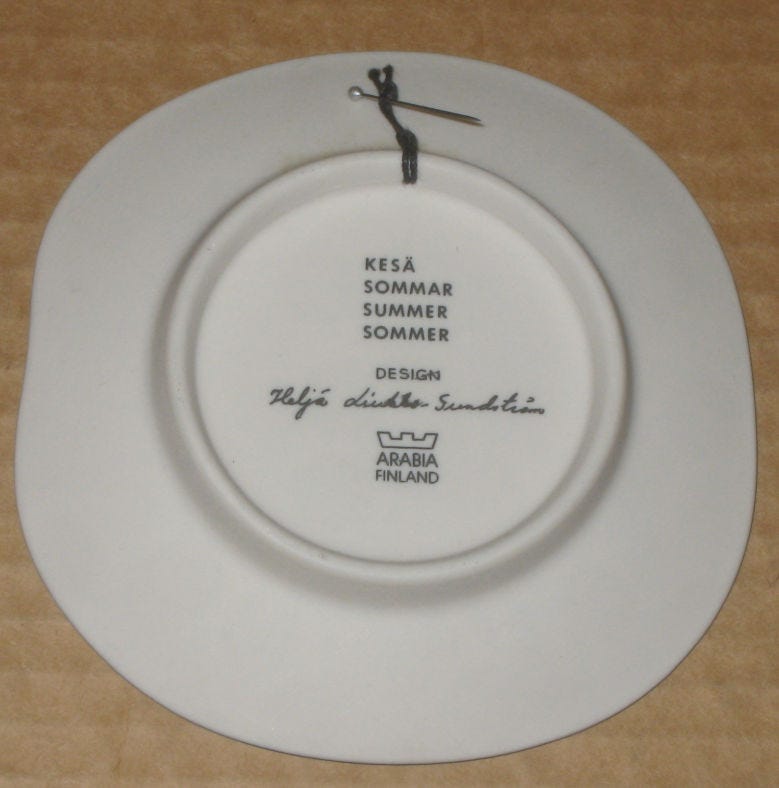 KESÄ
SOMMAR
SUMMER
SOMMER
DESIGN
Heljä Liukko-Sundström
ARABIA
FINLAND